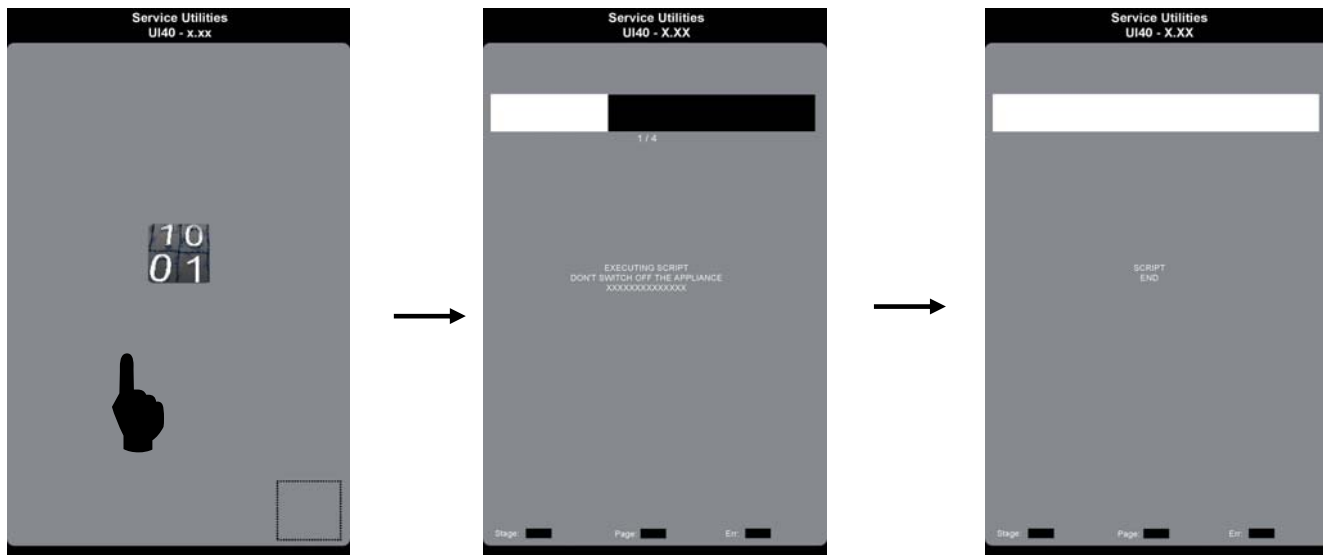 Service Utilities
UI40 - x.xx
10
01
Service Utilities
UI40 - X.XX
1 / 4
EXECUTING SCRIPT
DON'T SWITCH OFF THE APPLIANCE
XXXXXXXXXXXXXX
Stage:
Page:
Err:
Service Utilities
UI40 - X.XX
SCRIPT
END
Stage:
Page:
Err: